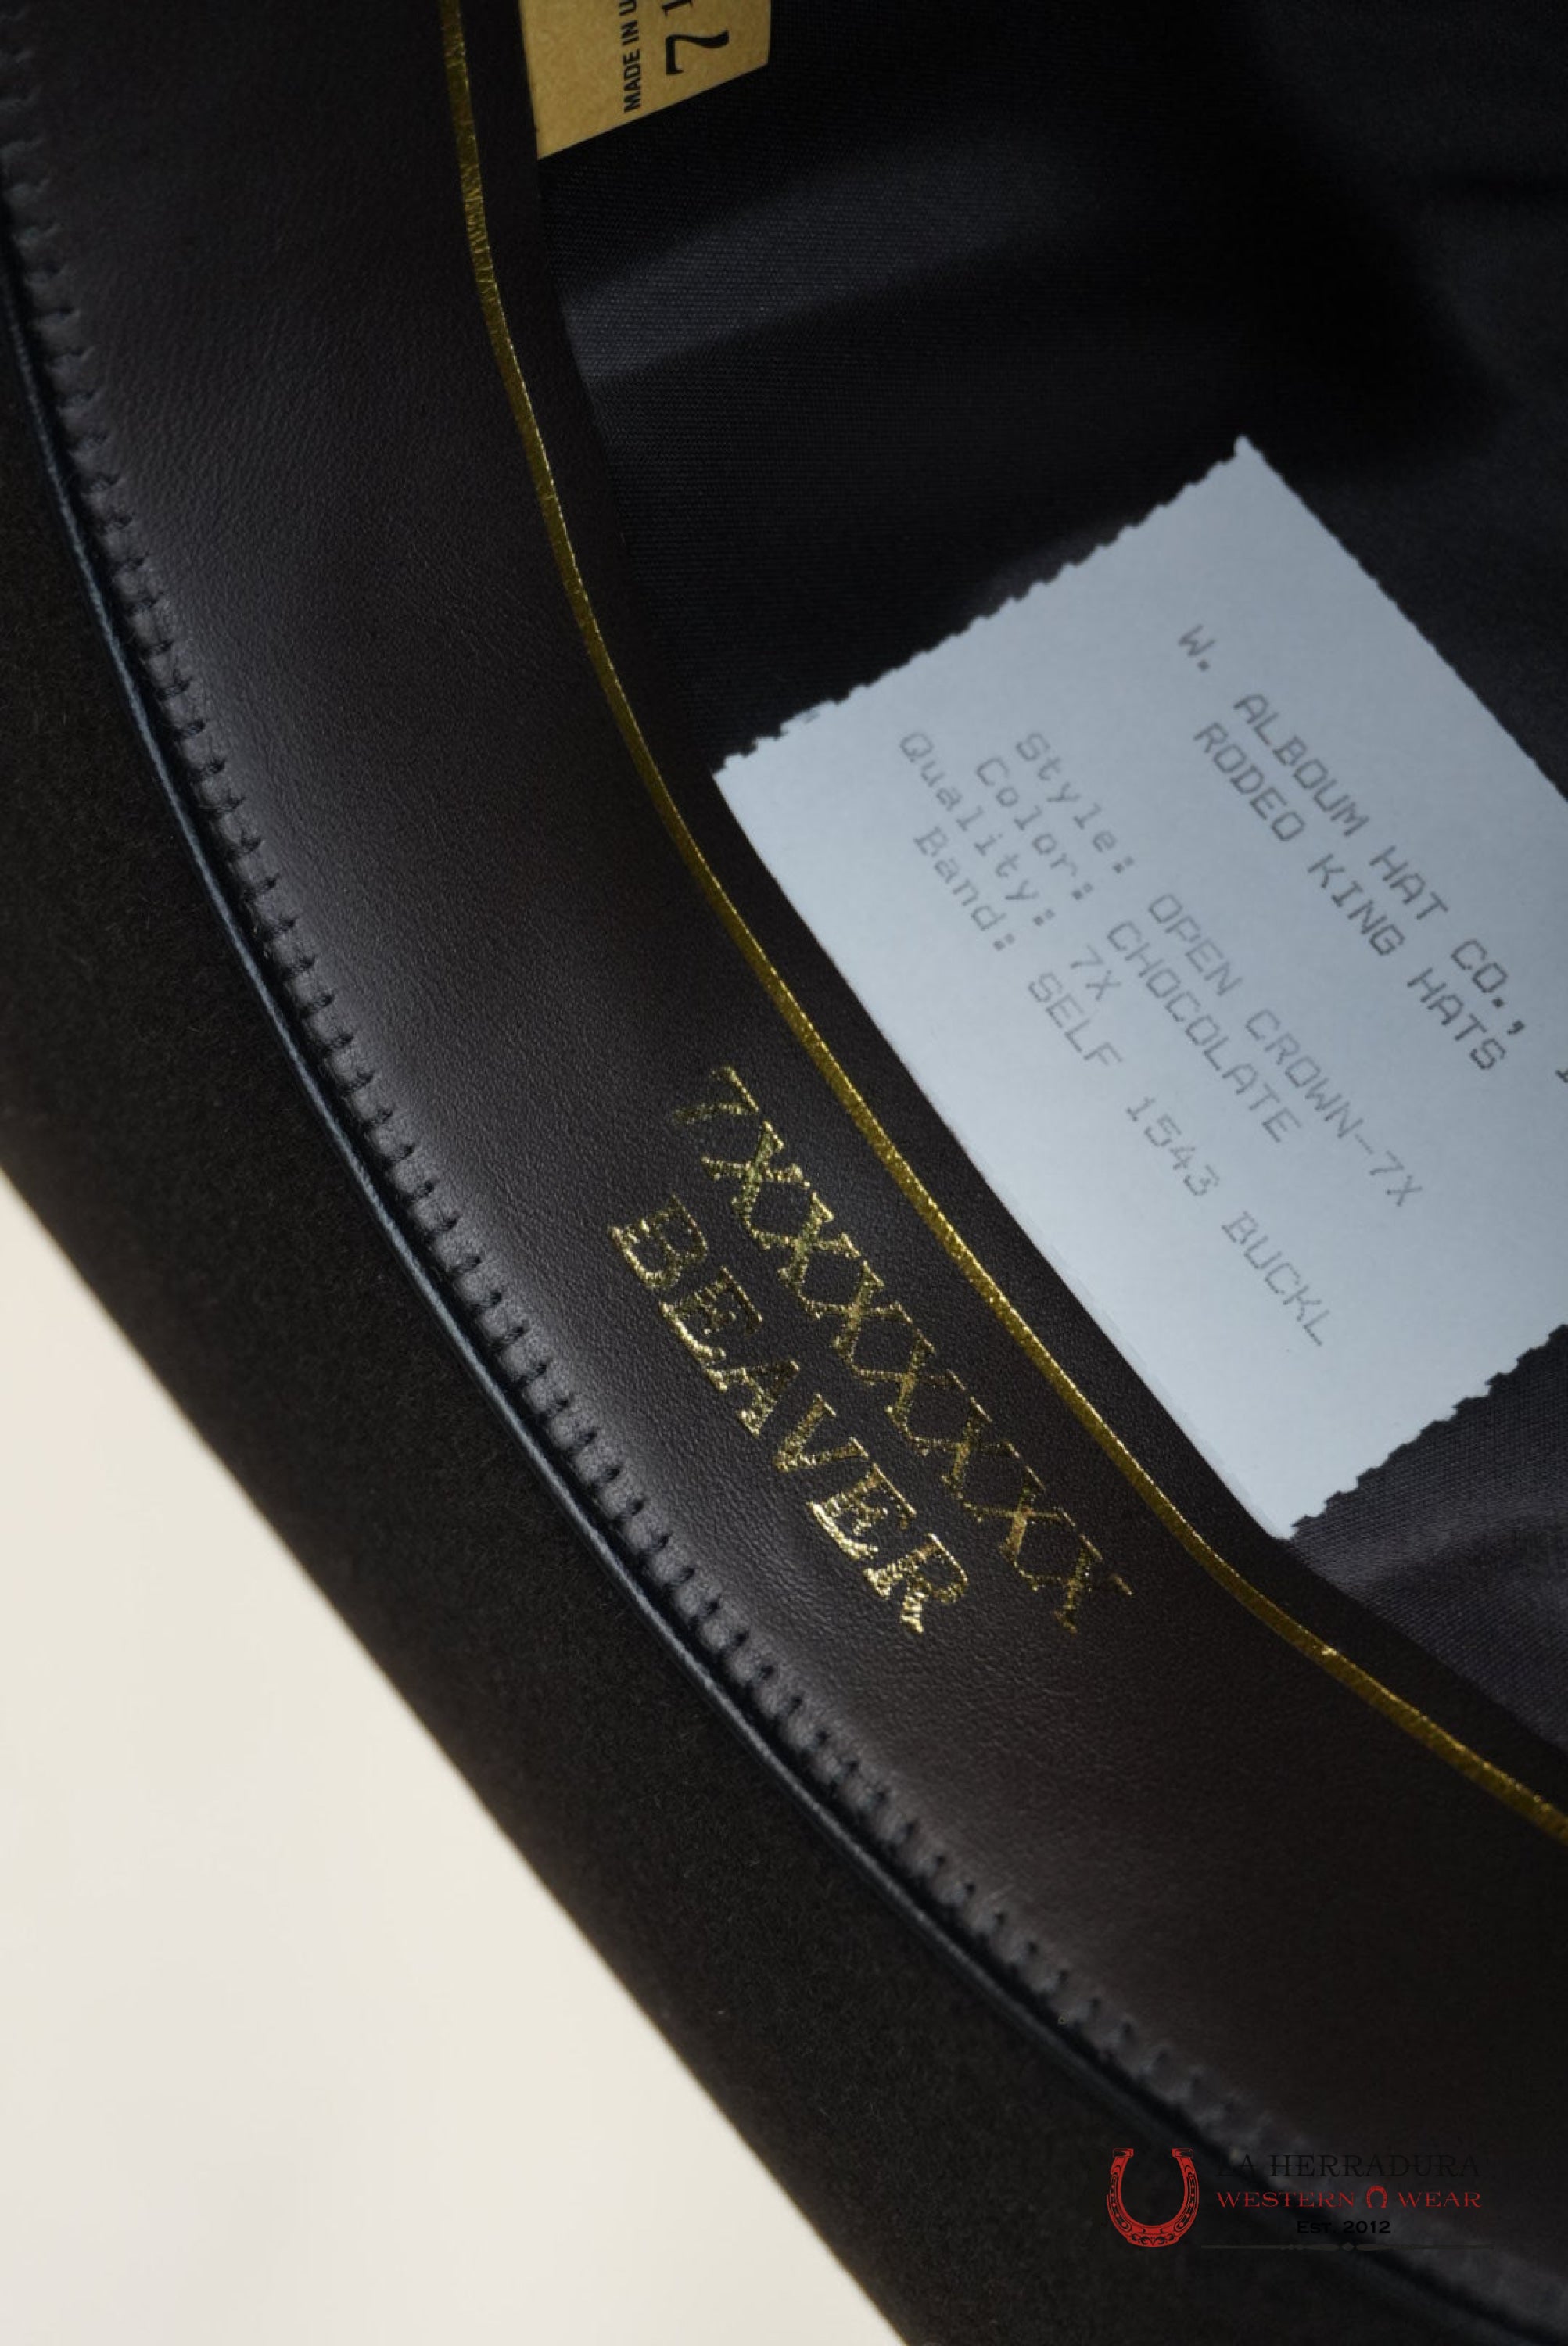 MADE IN U
7 1
W. ALBOUM HAT CO.,
RODEO KING HATS
Style: OPEN CROWN-7X
Color: CHOCOLATE
Quality: 7X
Band: SELF 1543 BUCKL
7XXXXXXX
BEAVER
LA HERRADURA
WESTERN WEAR
Est. 2012